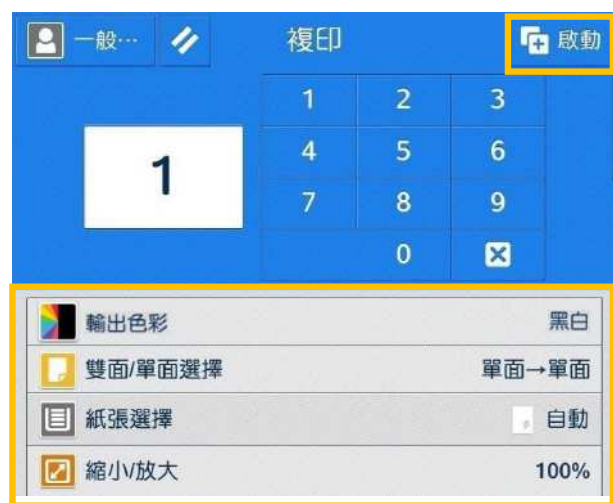 一般… 複印 啟動
1 2 3
1
4 5 6
7 8 9
0
輸出色彩 黑白
雙面/單面選擇 單面→單面
紙張選擇 自動
縮小/放大 100%